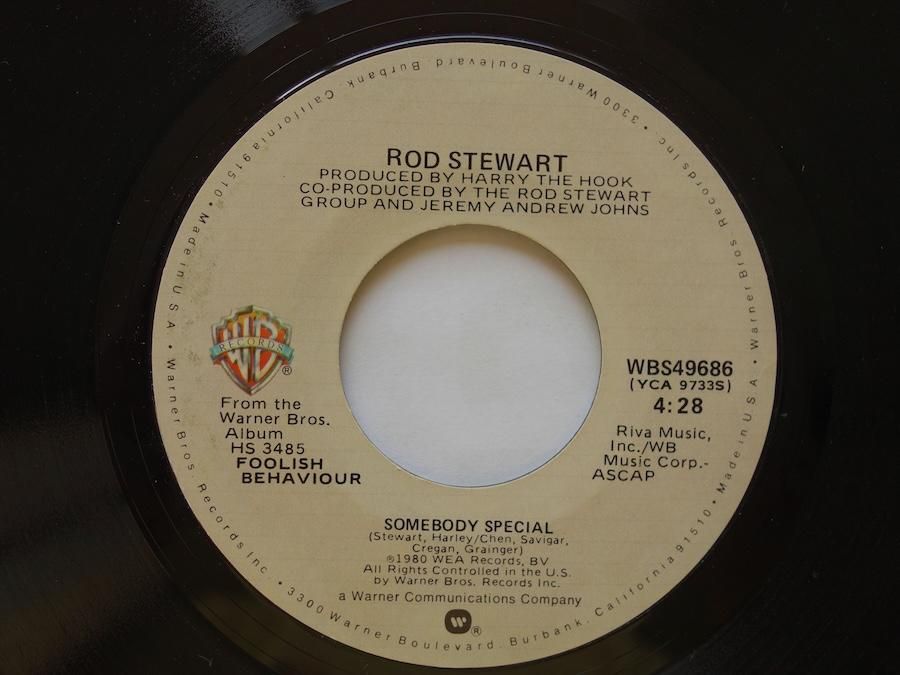 ROD STEWART
PRODUCED BY HARRY THE HOOK
CO-PRODUCED BY THE ROD STEWART
GROUP AND JEREMY ANDREW JOHNS
WB
RECORDS
®
From the
Warner Bros.
Album
HS 3485
FOOLISH
BEHAVIOUR
WBS49686
(YCA 9733S)
4:28
Riva Music,
Inc./WB
Music Corp.-
ASCAP
SOMEBODY SPECIAL
(Stewart, Harley/Chen, Savigar,
Cregan, Grainger)
℗1980 WEA Records, BV
All Rights Controlled in the U.S.
by Warner Bros. Records Inc.
a Warner Communications Company
W ®
Warner Bros. Records Inc. • 3300 Warner Boulevard, Burbank, California 91510 • Made in U.S.A. • Warner Bros. Records Inc. • 3300 Warner Boulevard, Burbank, California 91510 • Made in U.S.A. •